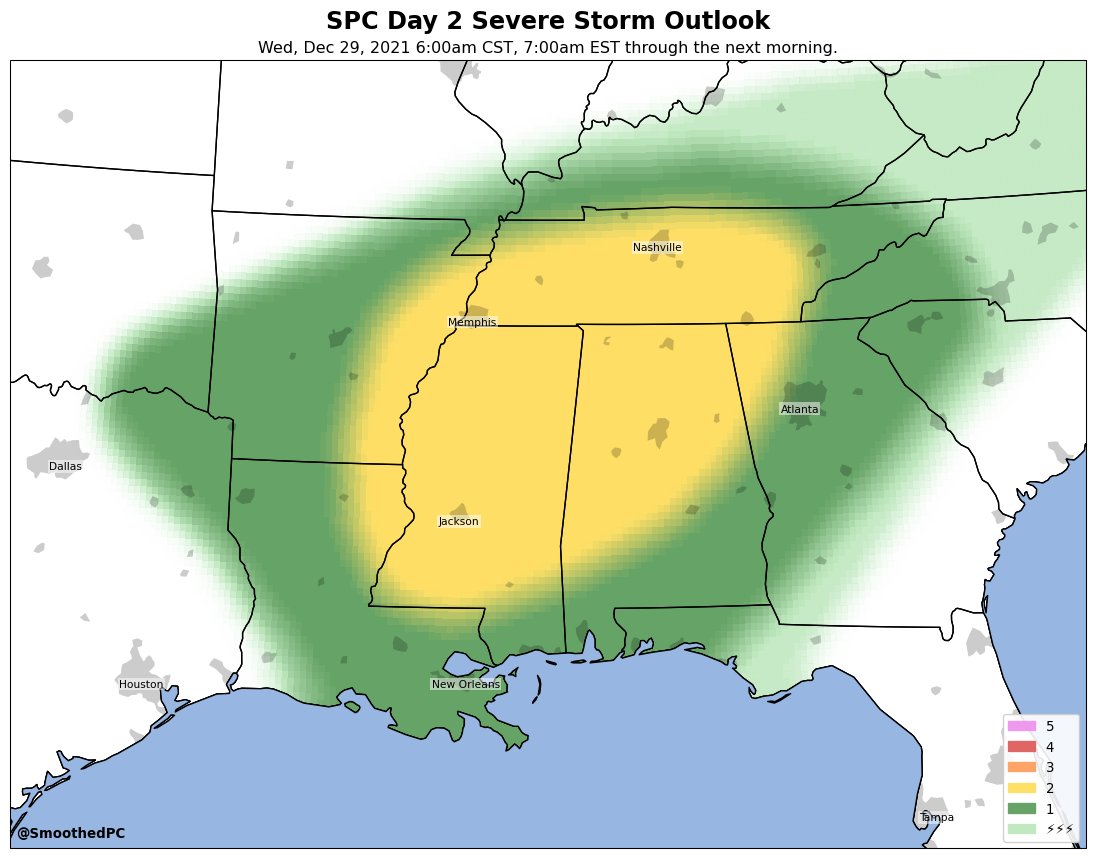 SPC Day 2 Severe Storm Outlook
Wed, Dec 29, 2021 6:00am CST, 7:00am EST through the next morning.
Nashville
Memphis
Atlanta
Dallas
Jackson
Houston
New Orleans
5
4
3
2
1
⚡⚡⚡
Tampa
@SmoothedPC